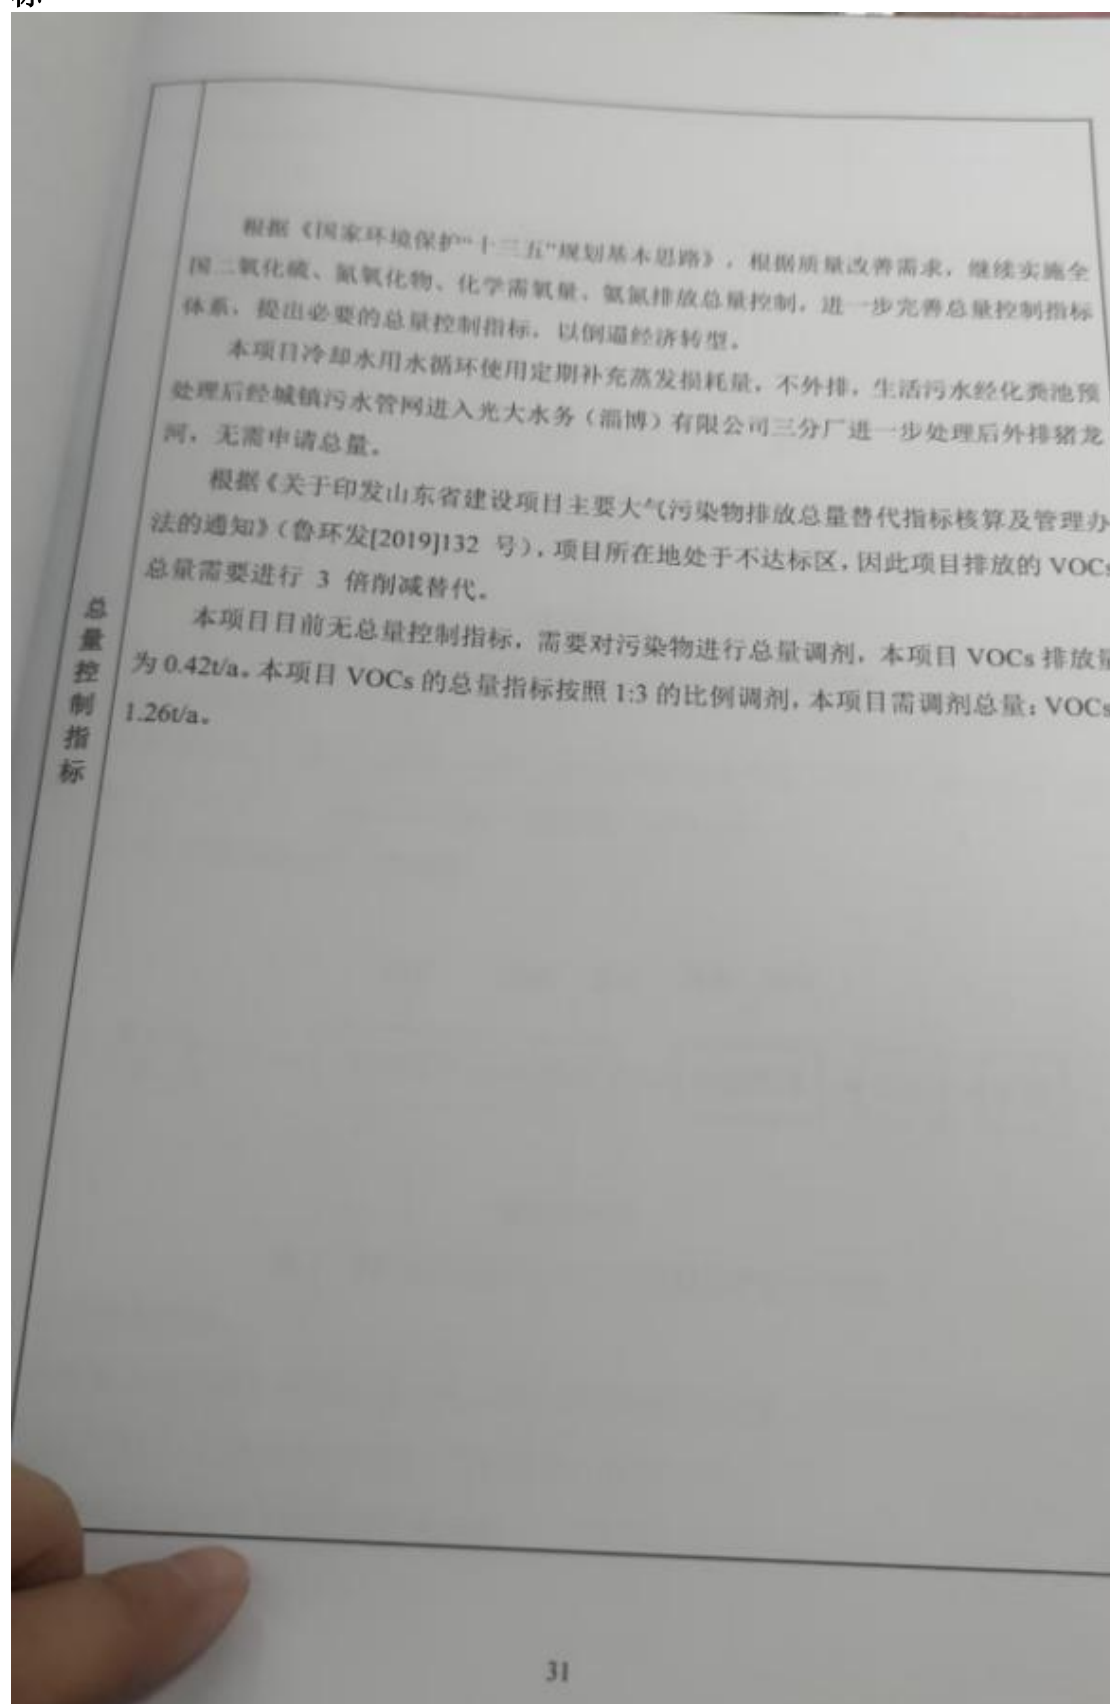 根据《国家环境保护“十三五”规划基本思路》，根据质量改善需求，继续实施全
国二氧化硫、氮氧化物、化学需氧量、氨氮排放总量控制，进一步完善总量控制指标
体系，提出必要的总量控制指标，以倒逼经济转型。
本项目冷却水用水循环使用定期补充蒸发损耗量，不外排，生活污水经化粪池预
处理后经城镇污水管网进入光大水务（淄博）有限公司三分厂进一步处理后外排猪龙
河，无需申请总量。
根据《关于印发山东省建设项目主要大气污染物排放总量替代指标核算及管理办
法的通知》（鲁环发[2019]132 号），项目所在地处于不达标区，因此项目排放的 VOCs
总量需要进行 3 倍削减替代。
本项目目前无总量控制指标，需要对污染物进行总量调剂，本项目 VOCs 排放量
为 0.42t/a。本项目 VOCs 的总量指标按照 1:3 的比例调剂，本项目需调剂总量：VOCs
1.26t/a。
总
量
控
制
指
标
31